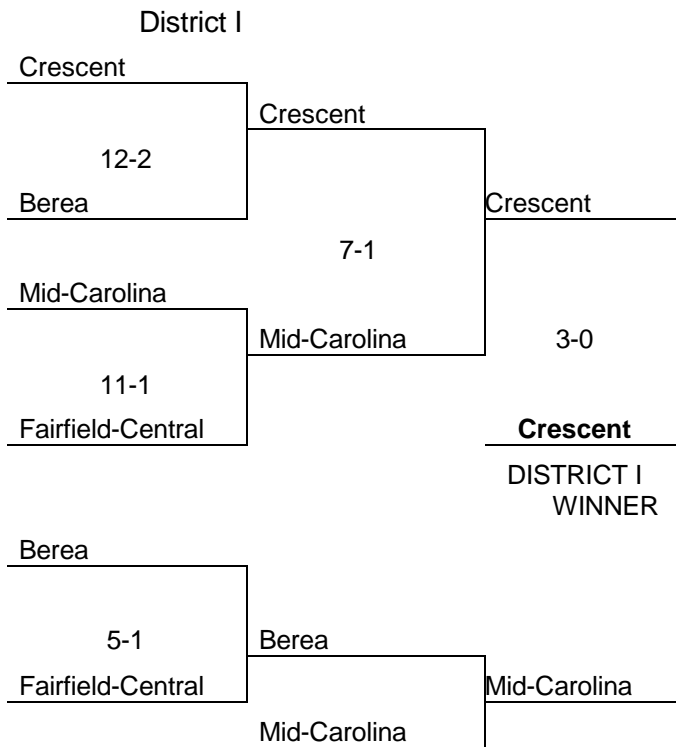 District I
Crescent
Crescent
12-2
Berea
Crescent
7-1
Mid-Carolina
Mid-Carolina
3-0
11-1
Fairfield-Central
Crescent
DISTRICT I
WINNER
Berea
5-1
Berea
Fairfield-Central
Mid-Carolina
Mid-Carolina